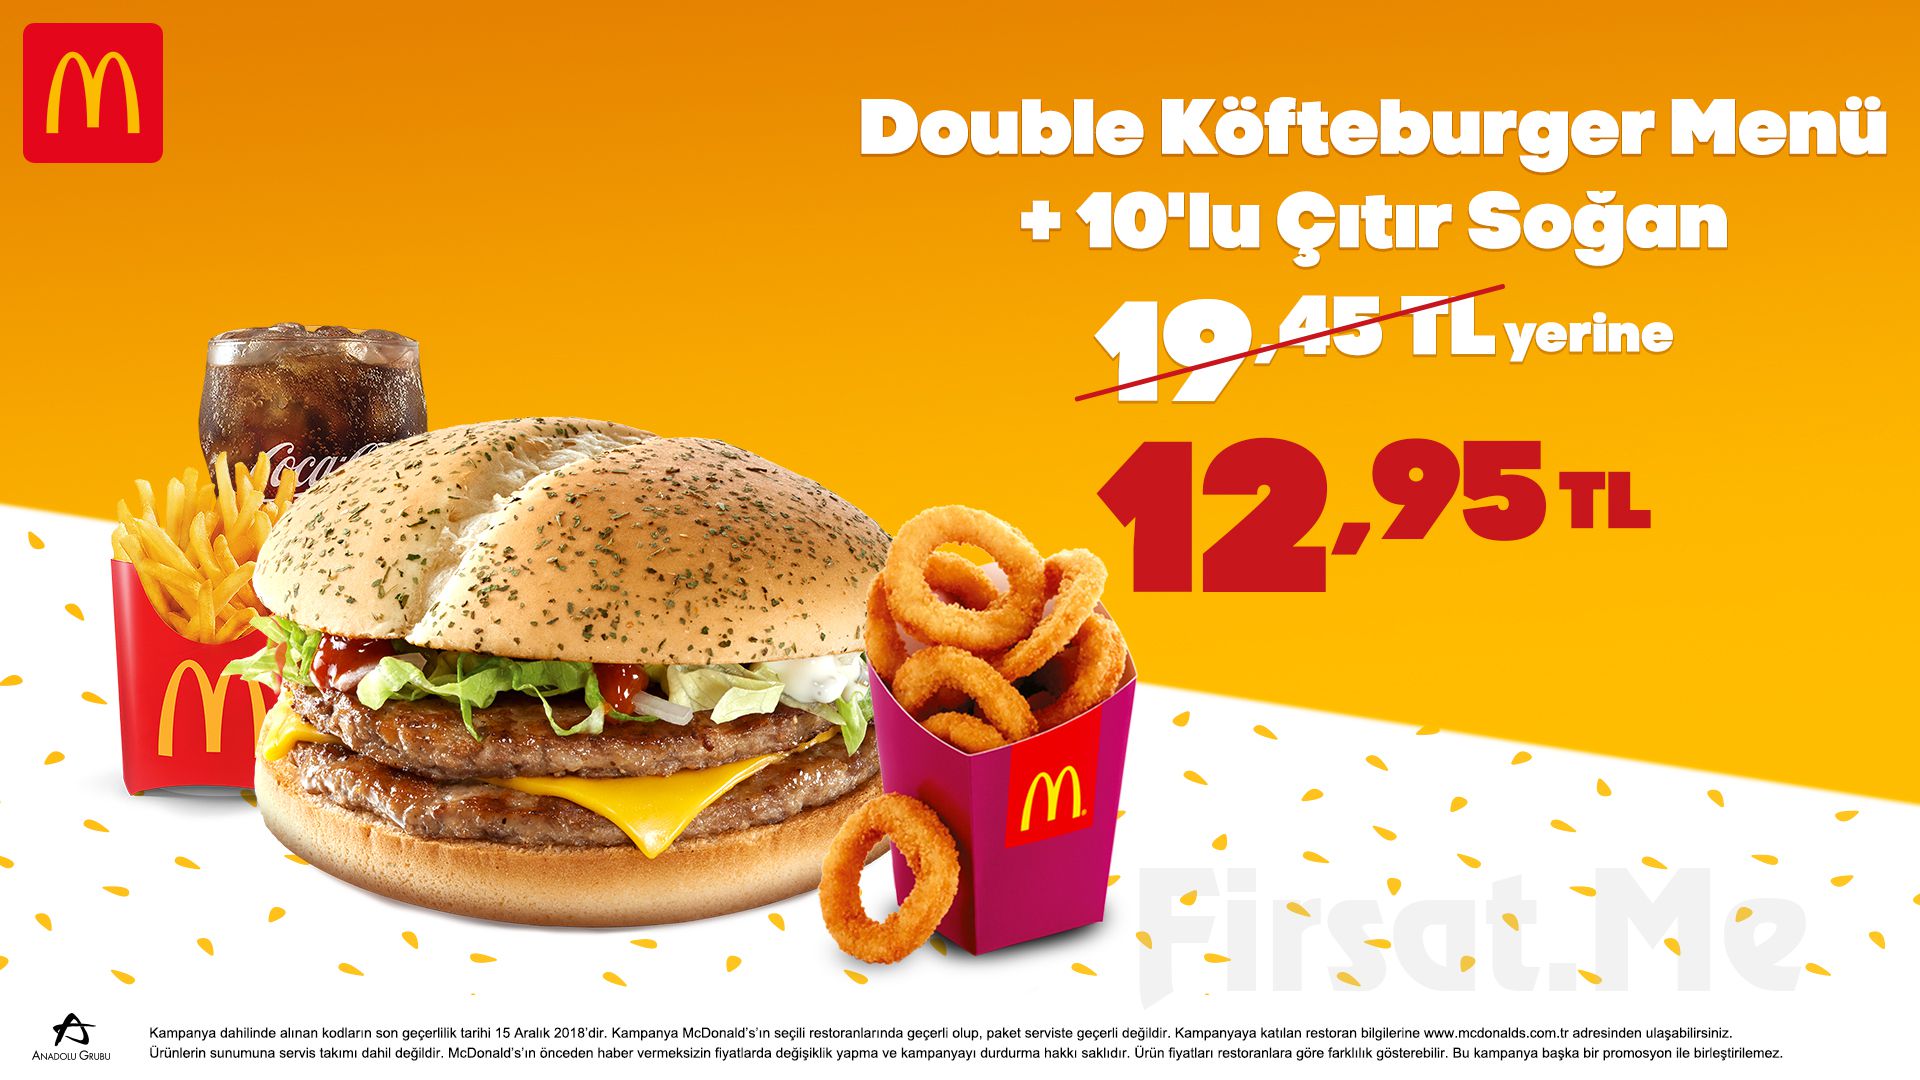 Double Köfteburger Menü
+ 10'lu Çıtır Soğan
19,45 TL yerine
12,95 TL
Coca-C
Firsat.Me
ANADOLU GRUBU
Kampanya dahilinde alınan kodların son geçerlilik tarihi 15 Aralık 2018'dir. Kampanya McDonald's'ın seçili restoranlarında geçerli olup, paket serviste geçerli değildir. Kampanyaya katılan restoran bilgilerine www.mcdonalds.com.tr adresinden ulaşabilirsiniz.
Ürünlerin sunumuna servis takımı dahil değildir. McDonald's'ın önceden haber vermeksizin fiyatlarda değişiklik yapma ve kampanyayı durdurma hakkı saklıdır. Ürün fiyatları restoranlara göre farklılık gösterebilir. Bu kampanya başka bir promosyon ile birleştirilemez.